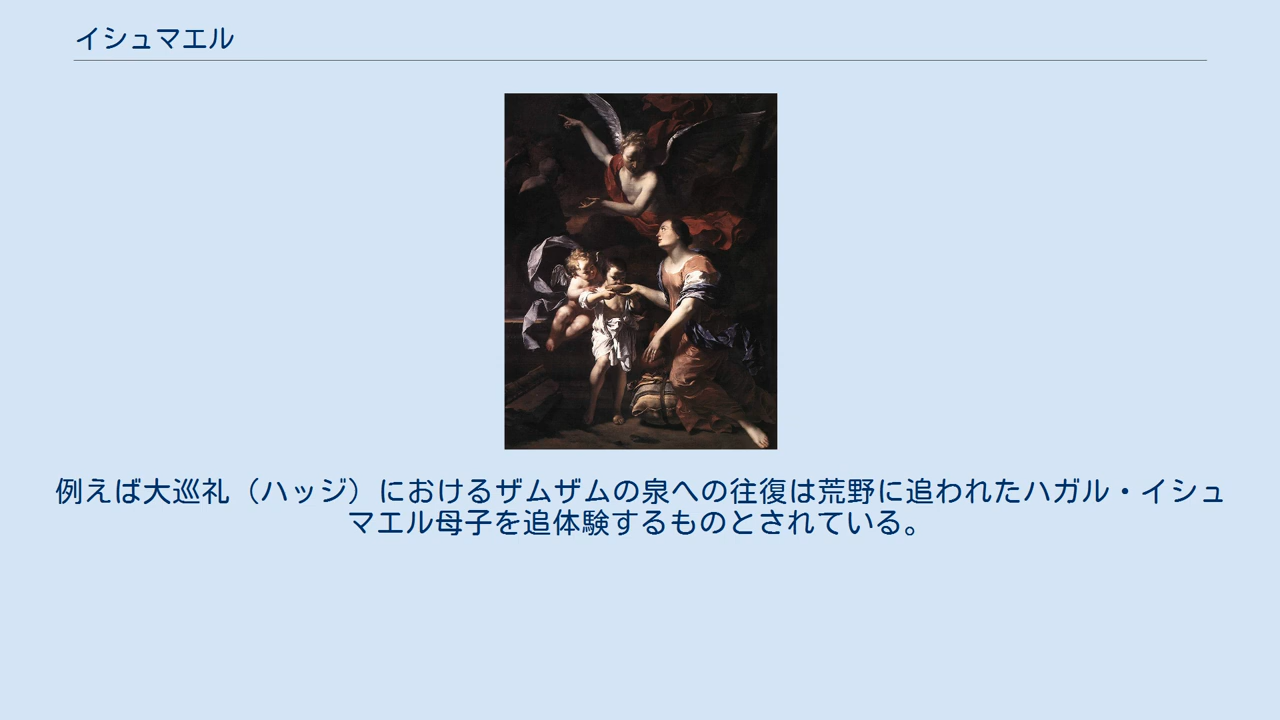 イシュマエル
例えば大巡礼（ハッジ）におけるザムザムの泉への往復は荒野に追われたハガル・イシュ
マエル母子を追体験するものとされている。